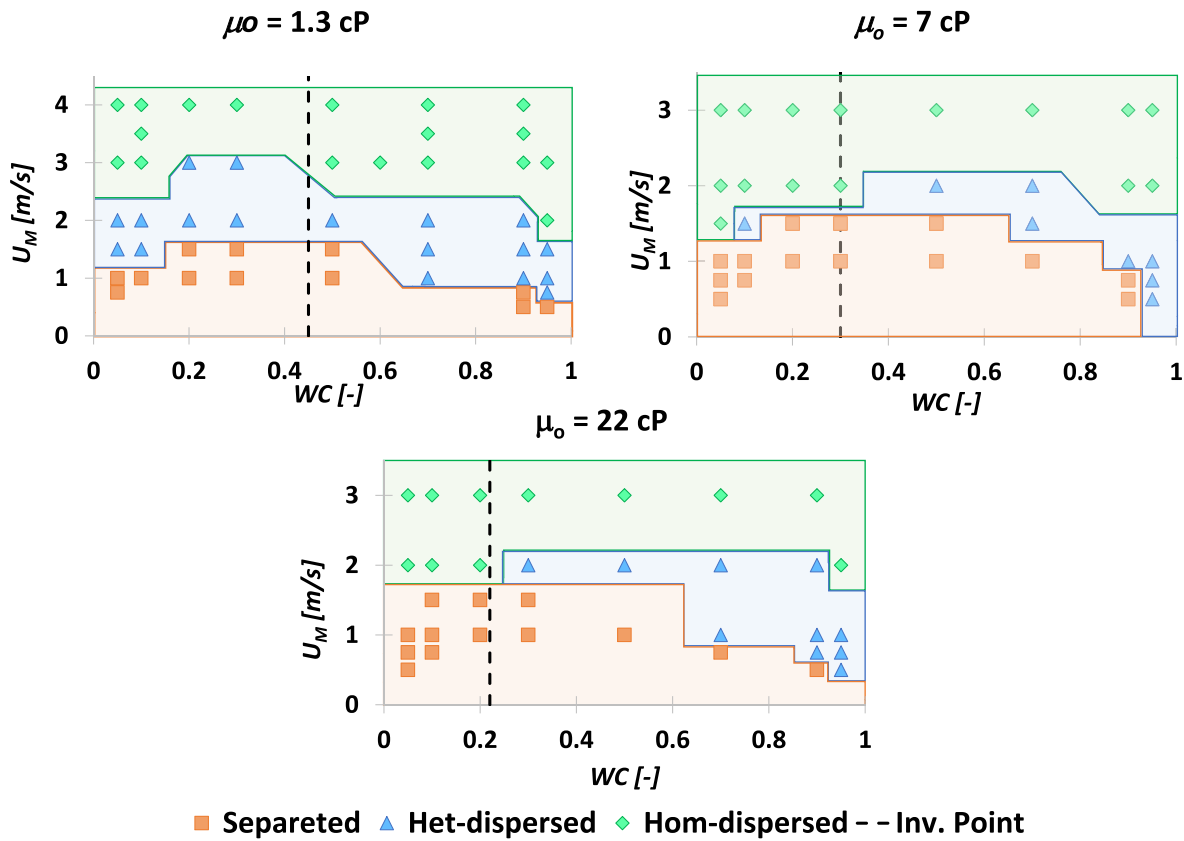 μo = 1.3 cP
U_M [m/s]
4
3
2
1
0
0 0.2 0.4 0.6 0.8 1
WC [-]
μ_o = 7 cP
U_M [m/s]
3
2
1
0
0 0.2 0.4 0.6 0.8 1
WC [-]
μ_o = 22 cP
U_M [m/s]
3
2
1
0
0 0.2 0.4 0.6 0.8 1
WC [-]
Separeted Het-dispersed Hom-dispersed Inv. Point